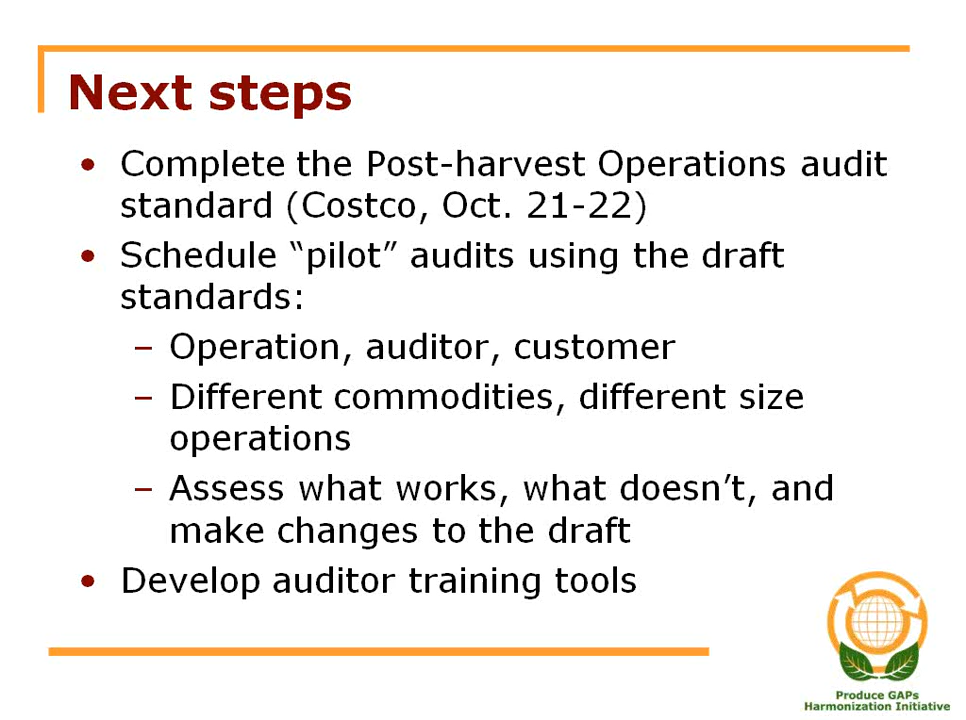 Next steps
• Complete the Post-harvest Operations audit
standard (Costco, Oct. 21-22)
• Schedule “pilot” audits using the draft
standards:
– Operation, auditor, customer
– Different commodities, different size
operations
– Assess what works, what doesn’t, and
make changes to the draft
• Develop auditor training tools
Produce GAPs
Harmonization Initiative